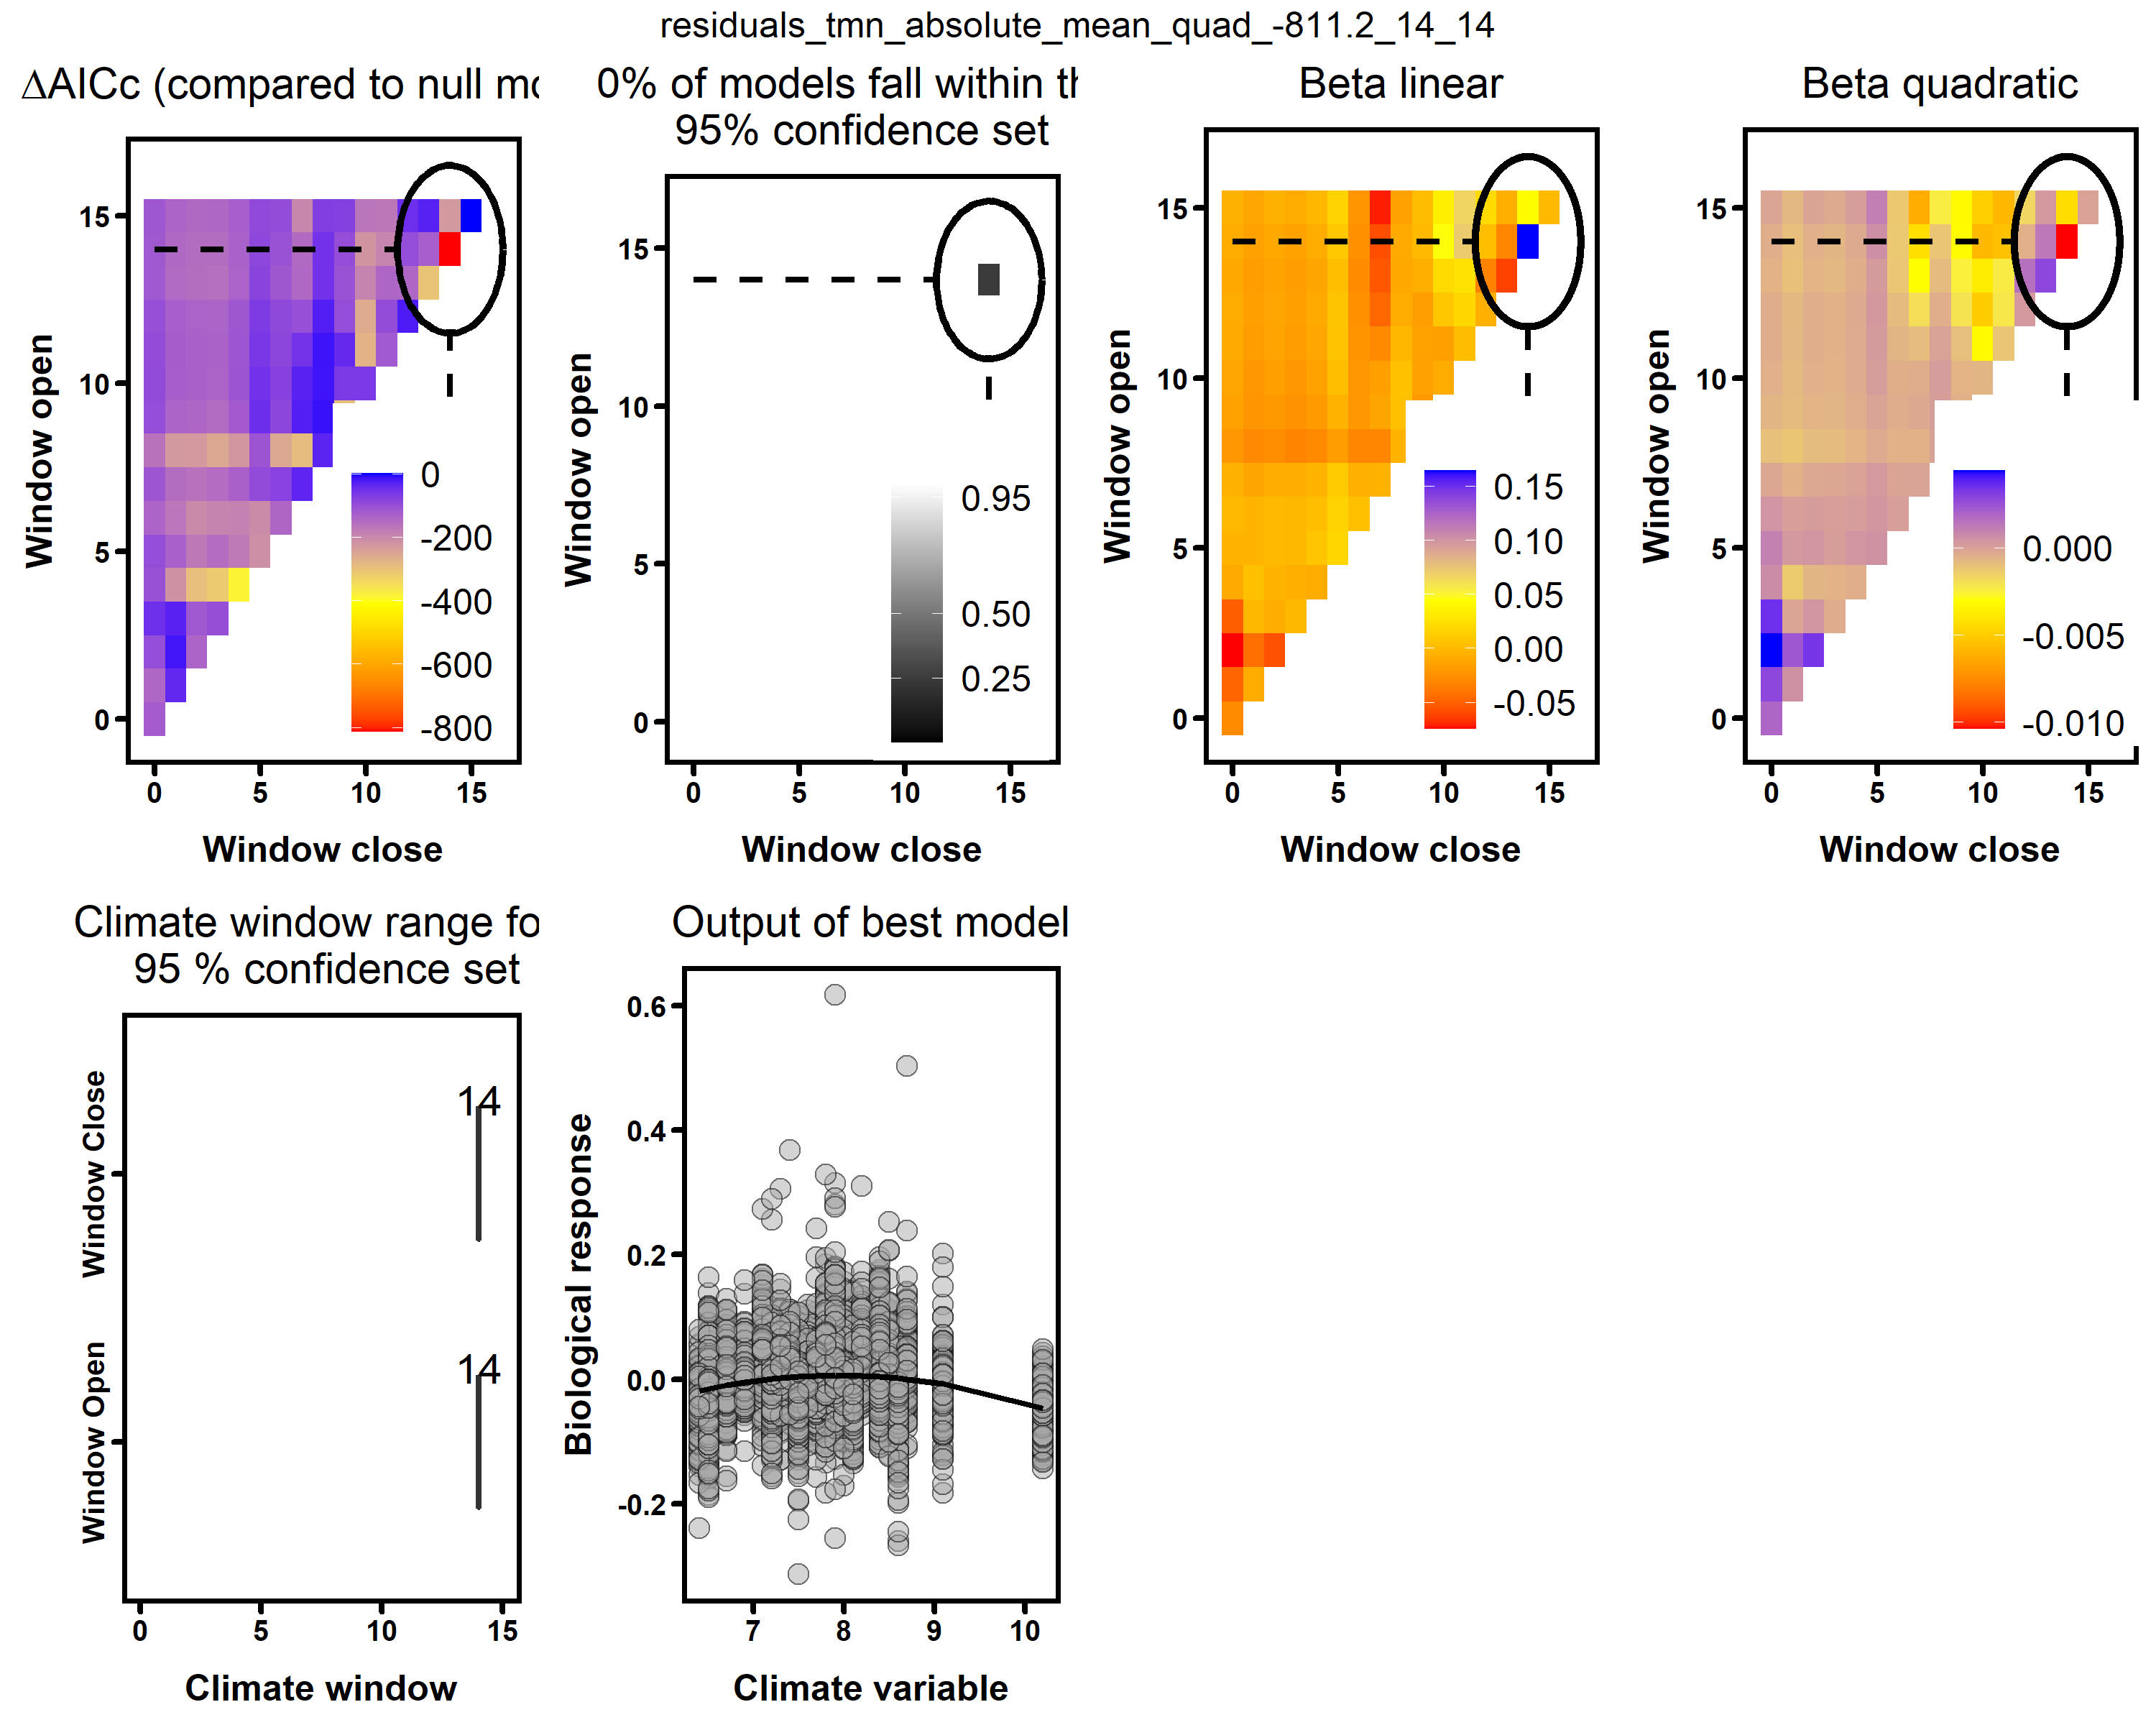 residuals_tmn_absolute_mean_quad_-811.2_14_14
ΔAICc (compared to null mo
15
10
5
0
Window open
0
-200
-400
-600
-800
0 5 10 15
Window close
0% of models fall within th
95% confidence set
15
10
5
0
Window open
0.95
0.50
0.25
0 5 10 15
Window close
Beta linear
15
10
5
0
Window open
0.15
0.10
0.05
0.00
-0.05
0 5 10 15
Window close
Beta quadratic
15
10
5
0
Window open
0.000
-0.005
-0.010
0 5 10 15
Window close
Climate window range fo
95 % confidence set
Window Close
14
Window Open
14
0 5 10 15
Climate window
Output of best model
0.6
0.4
0.2
0.0
-0.2
Biological response
7 8 9 10
Climate variable